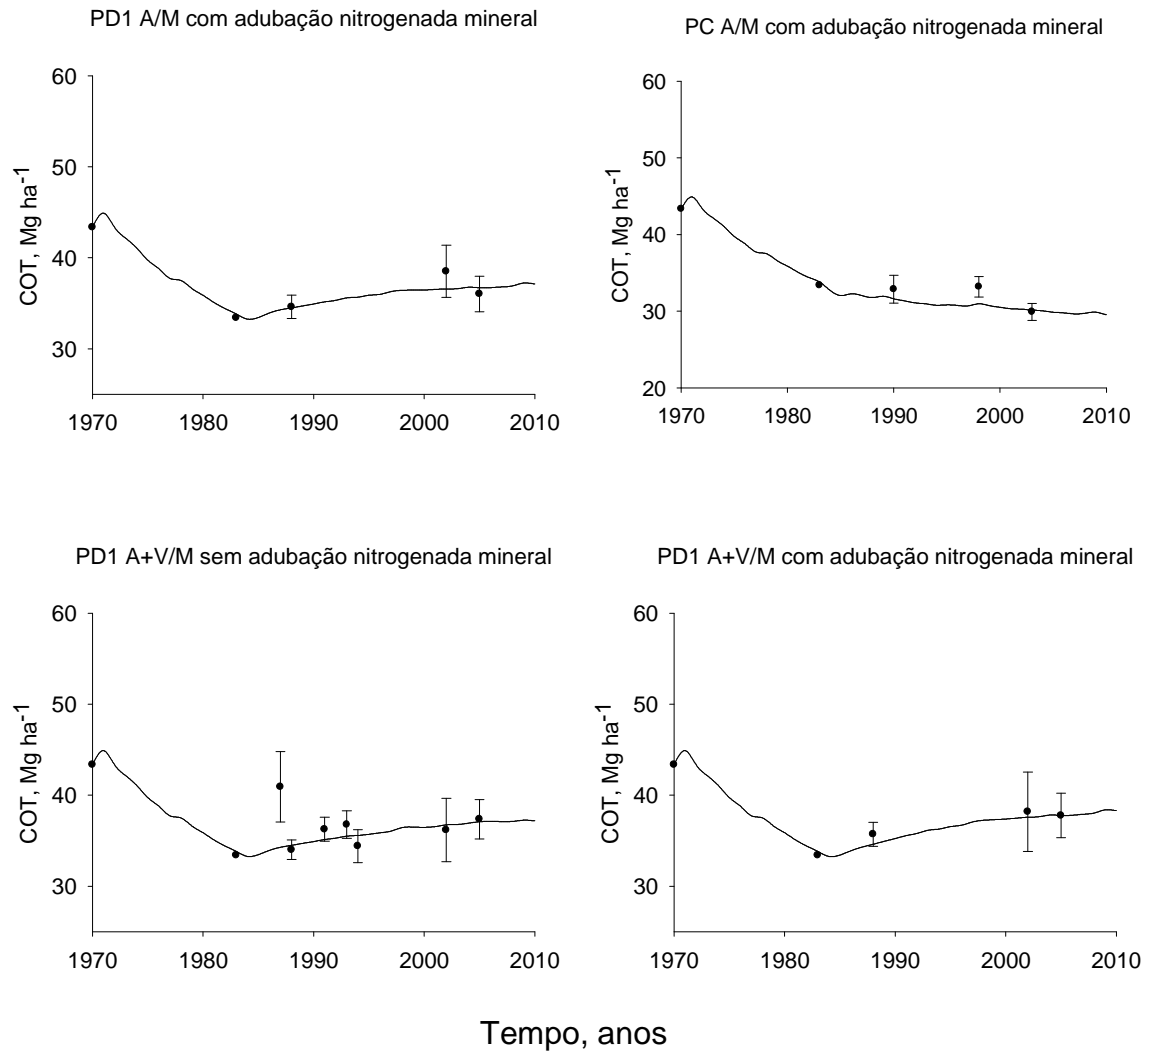 PD1 A/M com adubação nitrogenada mineral
60
50
40
30
COT, Mg ha-1
1970 1980 1990 2000 2010
PC A/M com adubação nitrogenada mineral
60
50
40
30
20
COT, Mg ha-1
1970 1980 1990 2000 2010
PD1 A+V/M sem adubação nitrogenada mineral
60
50
40
30
COT, Mg ha-1
1970 1980 1990 2000 2010
PD1 A+V/M com adubação nitrogenada mineral
60
50
40
30
COT, Mg ha-1
1970 1980 1990 2000 2010
Tempo, anos